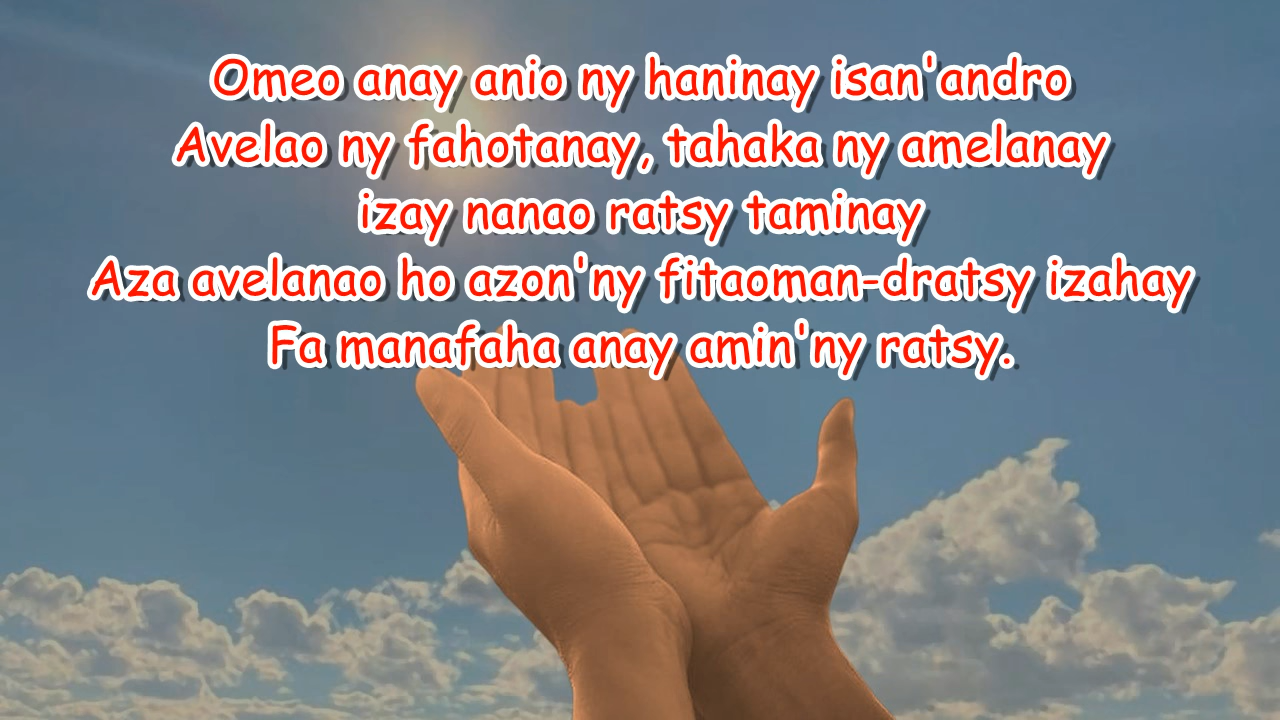 Omeo anay anio ny haninay isan'andro
Avelao ny fahotanay, tahaka ny amelanay
izay nanao ratsy taminay
Aza avelanao ho azon'ny fitaoman-dratsy izahay
Fa manafaha anay amin'ny ratsy.